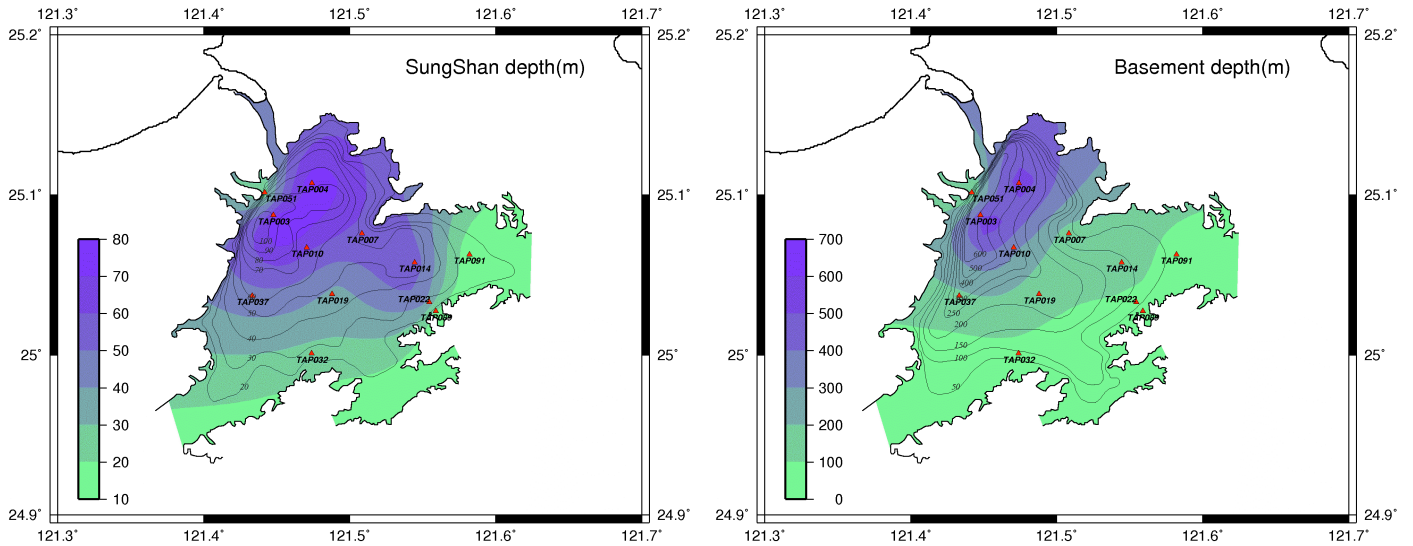 121.3˚ 121.4˚ 121.5˚ 121.6˚ 121.7˚
25.2˚ 25.2˚
SungShan depth(m)
25.1˚ 25.1˚
TAP004
TAP051
TAP003
TAP007
100
90
TAP010
80
70
TAP091
TAP014
TAP037
TAP019
TAP022
50
TAP089
40
25˚ 25˚
30
TAP032
20
80
70
60
50
40
30
20
10
24.9˚ 24.9˚
121.3˚ 121.4˚ 121.5˚ 121.6˚ 121.7˚
121.3˚ 121.4˚ 121.5˚ 121.6˚ 121.7˚
25.2˚ 25.2˚
Basement depth(m)
25.1˚ 25.1˚
TAP004
TAP051
TAP003
TAP007
TAP010
600
500
TAP091
TAP014
400
TAP037
TAP019
TAP022
250
TAP089
200
150
25˚ 25˚
100
TAP032
50
700
600
500
400
300
200
100
0
24.9˚ 24.9˚
121.3˚ 121.4˚ 121.5˚ 121.6˚ 121.7˚